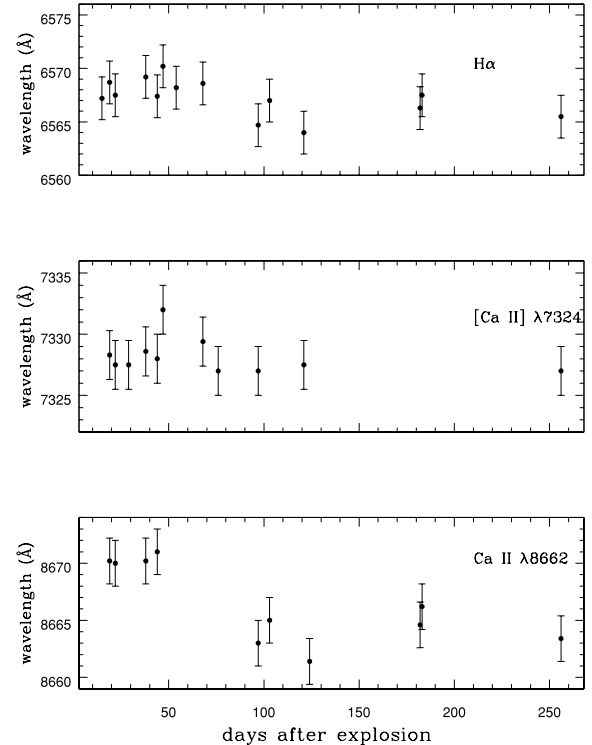 6575
6570
6565
6560
wavelength (Å)
Hα
7335
7330
7325
wavelength (Å)
[Ca II] λ7324
8670
8665
8660
wavelength (Å)
Ca II λ8662
50 100 150 200 250
days after explosion